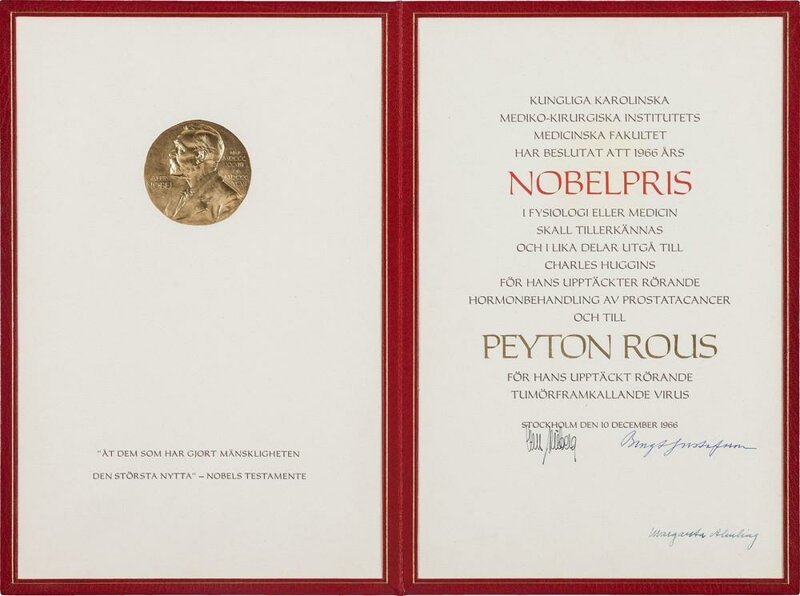 "ÅT DEM SOM HAR GJORT MÄNSKLIGHETEN
DEN STÖRSTA NYTTA" – NOBELS TESTAMENTE
KUNGLIGA KAROLINSKA
MEDIKO-KIRURGISKA INSTITUTETS
MEDICINSKA FAKULTET
HAR BESLUTAT ATT 1966 ÅRS
NOBELPRIS
I FYSIOLOGI ELLER MEDICIN
SKALL TILLERKÄNNAS
OCH I LIKA DELAR UTGÅ TILL
CHARLES HUGGINS
FÖR HANS UPPTÄCKTER RÖRANDE
HORMONBEHANDLING AV PROSTATACANCER
OCH TILL
PEYTON ROUS
FÖR HANS UPPTÄCKT RÖRANDE
TUMÖRFRAMKALLANDE VIRUS
STOCKHOLM DEN 10 DECEMBER 1966
Bengt Gustafsson
Margareta